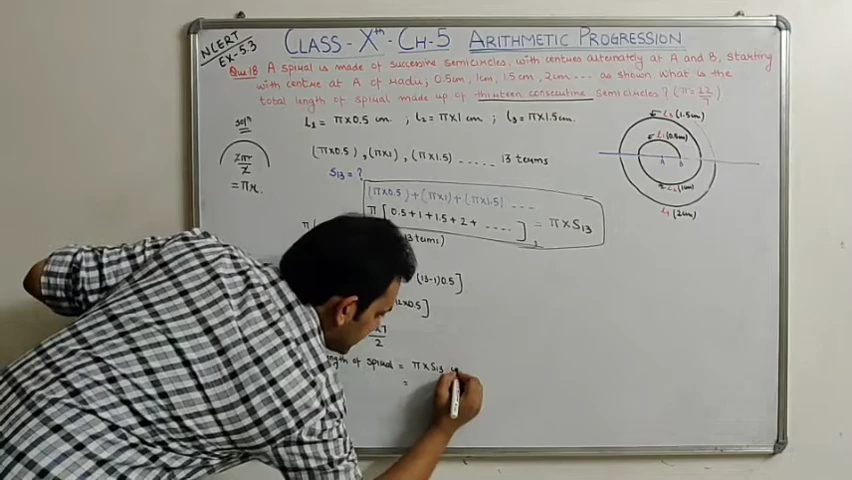 NCERT
Ex-5.3
CLASS-Xth-CH-5 ARITHMETIC PROGRESSION
Qus.18 A spiral is made of successive semicircles, with centres alternately at A and B, starting
with centre at A of radii; 0.5cm, 1cm, 1.5cm, 2cm --- as shown what is the
total length of spiral made up of thirteen consecutive semicircles? (π=22/7)
solⁿ
2πr/2
= πr.
L1 = π×0.5 cm ; L2 = π×1 cm ; L3 = π×1.5cm.
(π×0.5), (π×1), (π×1.5) ..... 13 terms
S13 = ?
(π×0.5)+(π×1)+(π×1.5) ...
π[0.5+1+1.5+2+ .....] = π×S13
13 terms)
(13-1)0.5]
12×0.5]
2
length of spiral = π×S13
=
L3 (1.5cm)
L1 (0.5cm)
A B
L2 (1cm)
L4 (2cm)